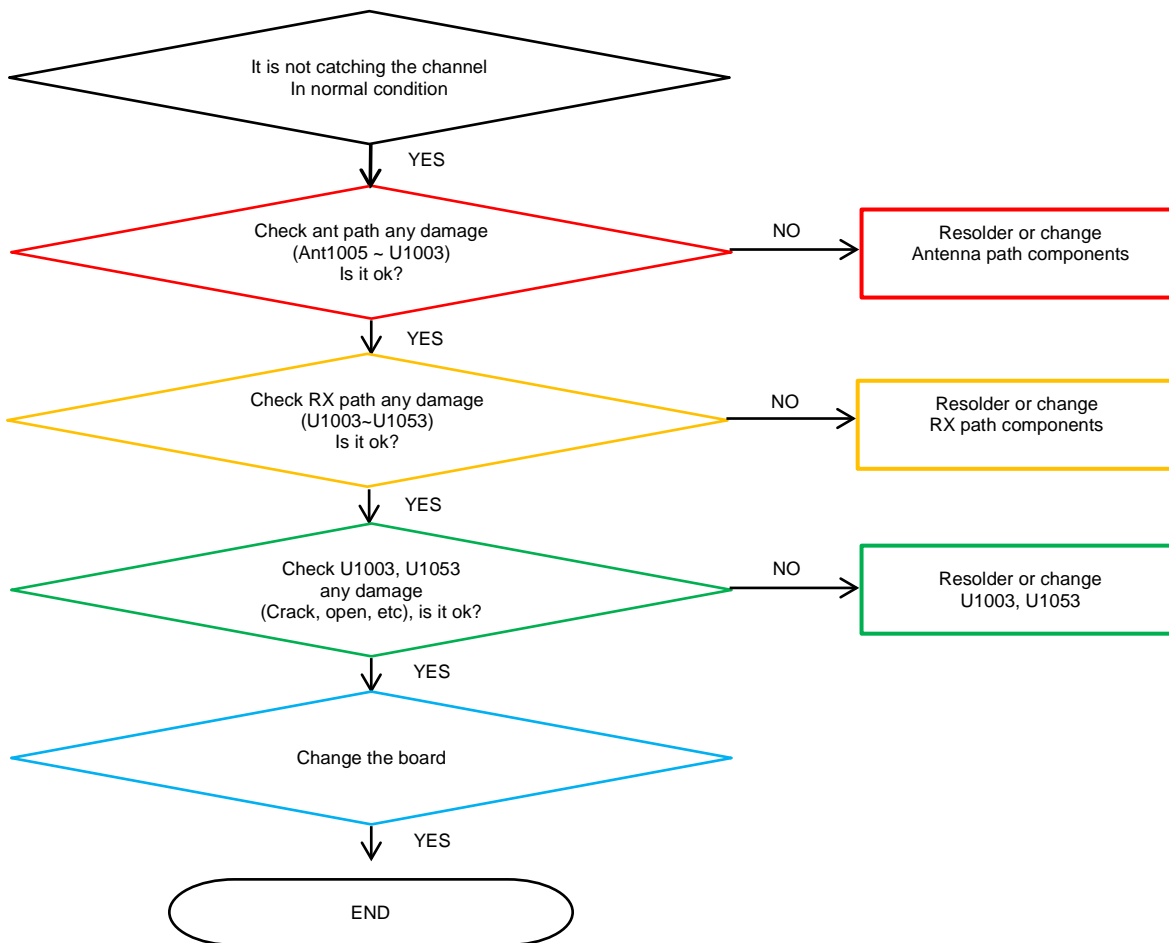 It is not catching the channel
In normal condition
YES
Check ant path any damage
(Ant1005 ~ U1003)
Is it ok?
NO
Resolder or change
Antenna path components
YES
Check RX path any damage
(U1003~U1053)
Is it ok?
NO
Resolder or change
RX path components
YES
Check U1003, U1053
any damage
(Crack, open, etc), is it ok?
NO
Resolder or change
U1003, U1053
YES
Change the board
YES
END